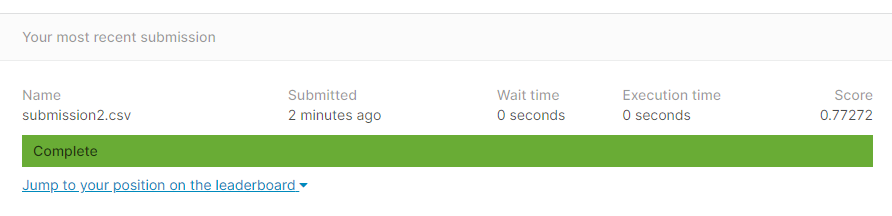 Your most recent submission
Name Submitted Wait time Execution time Score
submission2.csv 2 minutes ago 0 seconds 0 seconds 0.77272
Complete
Jump to your position on the leaderboard